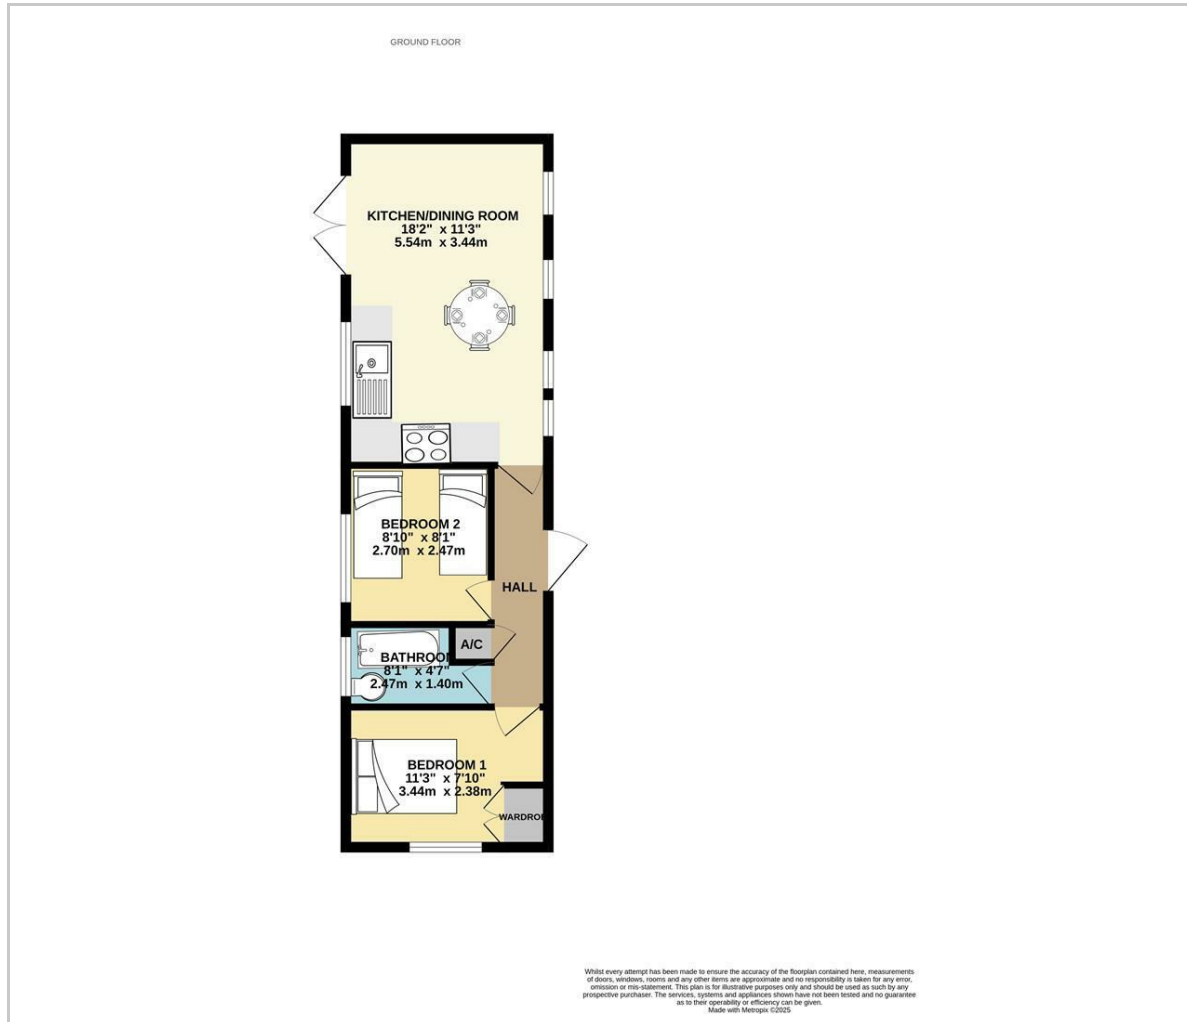 GROUND FLOOR
KITCHEN/DINING ROOM
18'2" x 11'3"
5.54m x 3.44m
BEDROOM 2
8'10" x 8'1"
2.70m x 2.47m
HALL
A/C
BATHROOM
8'1" x 4'7"
2.47m x 1.40m
BEDROOM 1
11'3" x 7'10"
3.44m x 2.38m
WARDROB
Whilst every attempt has been made to ensure the accuracy of the floorplan contained here, measurements
of doors, windows, rooms and any other items are approximate and no responsibility is taken for any error,
omission or mis-statement. This plan is for illustrative purposes only and should be used as such by any
prospective purchaser. The services, systems and appliances shown have not been tested and no guarantee
as to their operability or efficiency can be given.
Made with Metropix ©2025